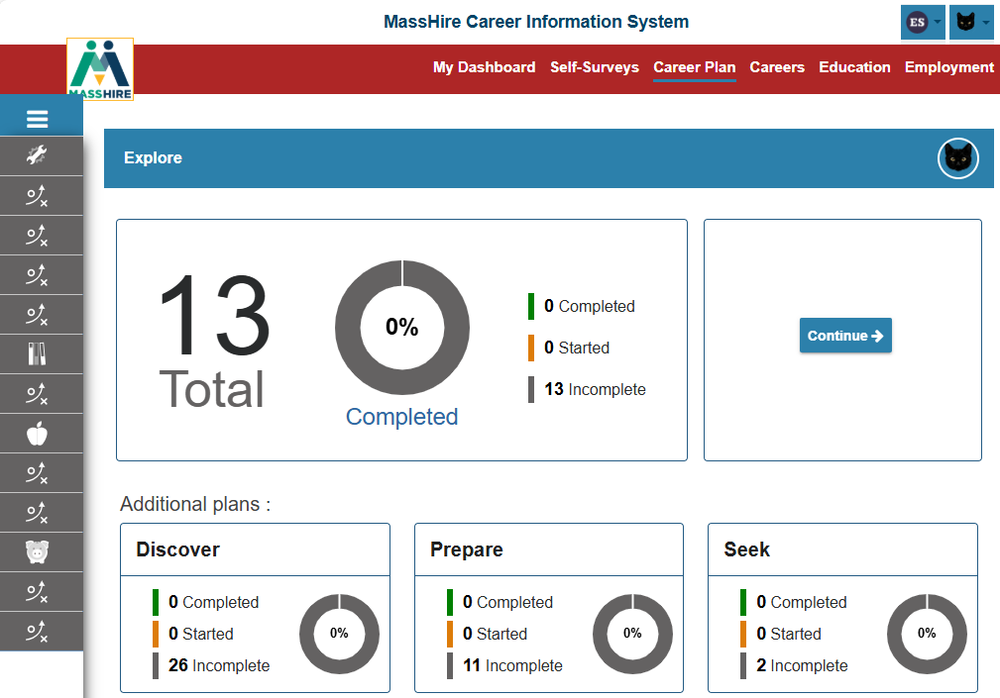 MassHire Career Information System
ES
MASSHIRE
My Dashboard Self-Surveys Career Plan Careers Education Employment
Explore
13
Total
0%
Completed
0 Completed
0 Started
13 Incomplete
Continue
Additional plans :
Discover
0 Completed
0 Started
26 Incomplete
0%
Prepare
0 Completed
0 Started
11 Incomplete
0%
Seek
0 Completed
0 Started
2 Incomplete
0%